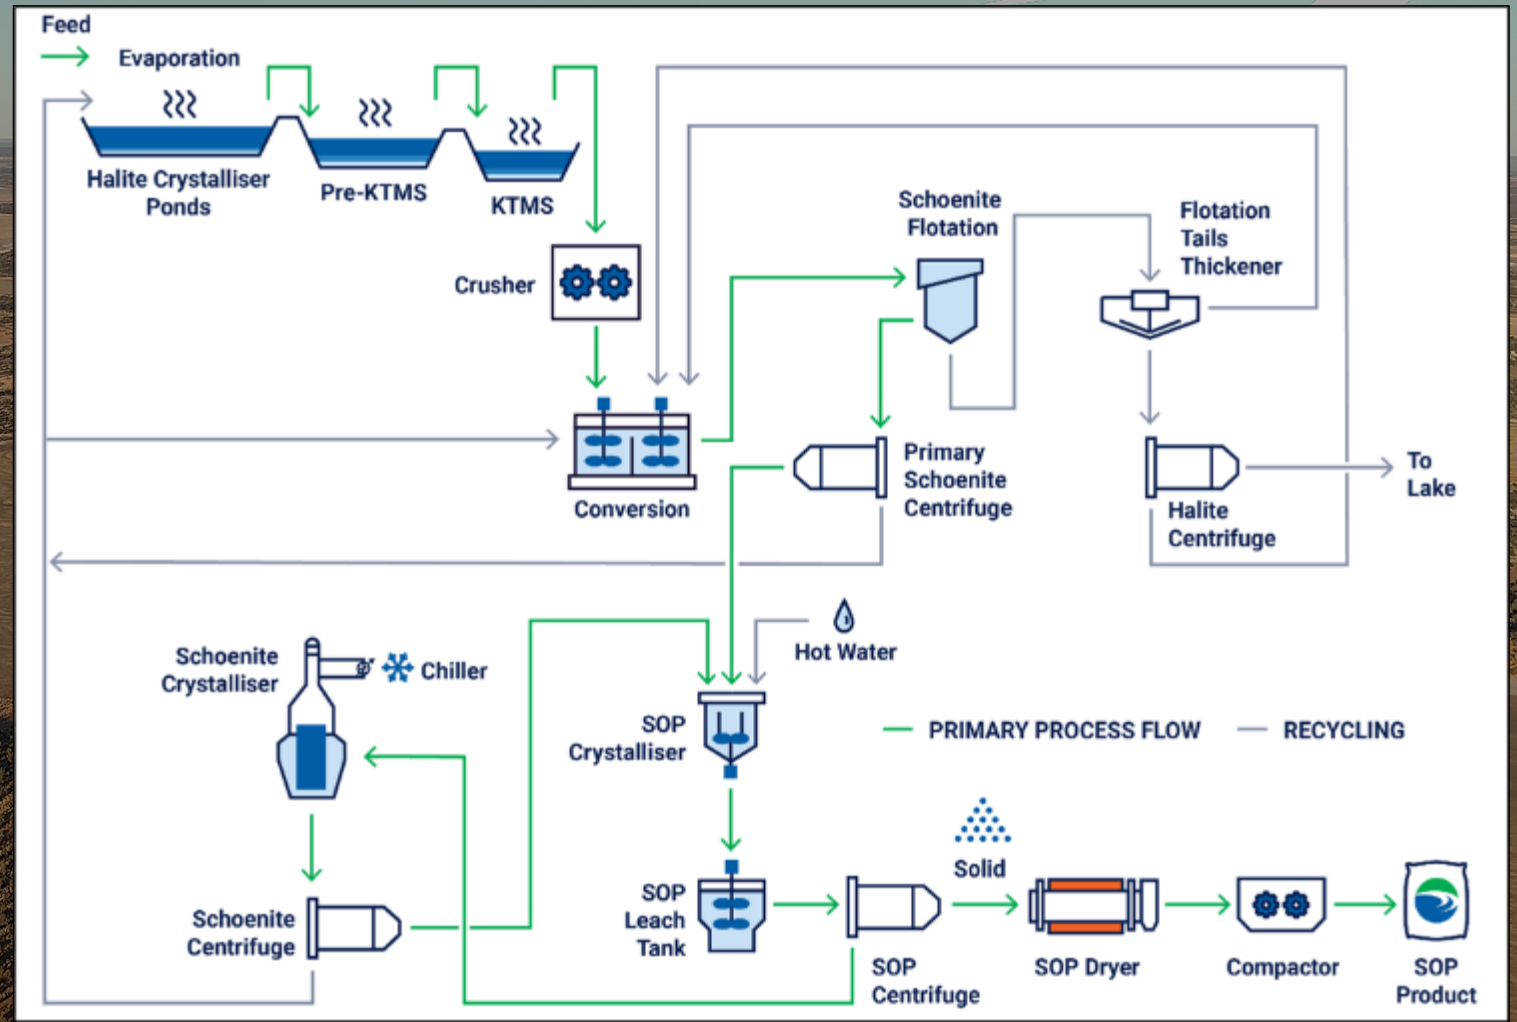 Feed
Evaporation
Halite Crystalliser
Ponds
Pre-KTMS
KTMS
Crusher
Conversion
Schoenite
Flotation
Flotation
Tails
Thickener
Primary
Schoenite
Centrifuge
Halite
Centrifuge
To
Lake
Hot Water
Schoenite
Crystalliser
Chiller
SOP
Crystalliser
PRIMARY PROCESS FLOW
RECYCLING
Schoenite
Centrifuge
SOP
Leach
Tank
SOP
Centrifuge
Solid
SOP Dryer
Compactor
SOP
Product